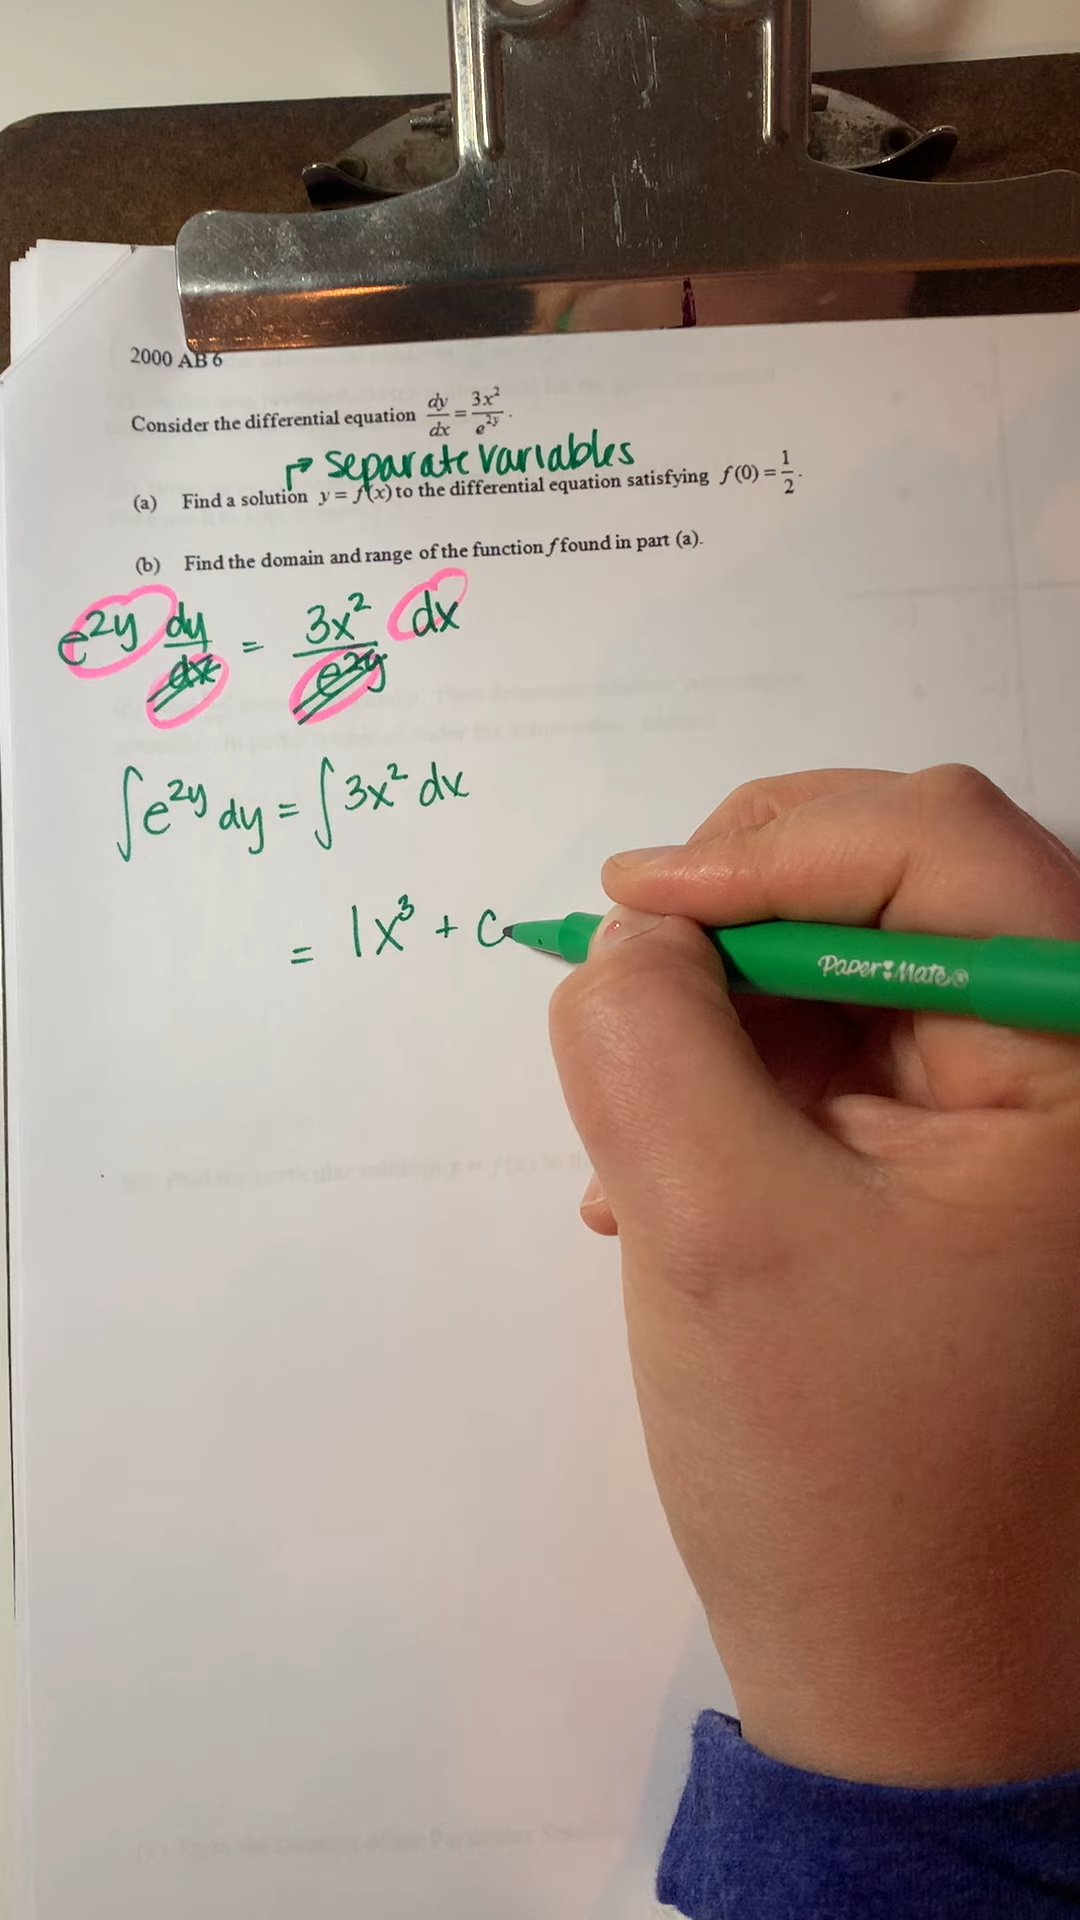 2000 AB 6
Consider the differential equation dy/dx = 3x²/e^{2y}.
↱ separate variables
(a) Find a solution y = f(x) to the differential equation satisfying f(0) = 1/2.
(b) Find the domain and range of the function f found in part (a).
e^{2y} dy/dx = 3x²/e^{2y} dx
∫e^{2y} dy = ∫3x² dx
= 1x³ + C
Paper:Mate®